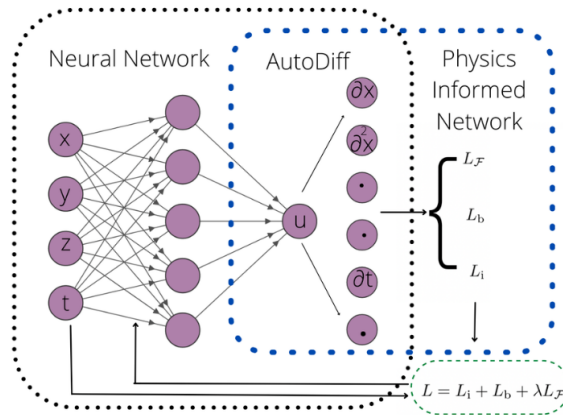 Neural Network
AutoDiff
Physics
Informed
Network
x
y
z
t
u
∂x
∂²x
•
•
∂t
•
L_𝓕
L_b
L_i
L = L_i + L_b + λL_𝓕